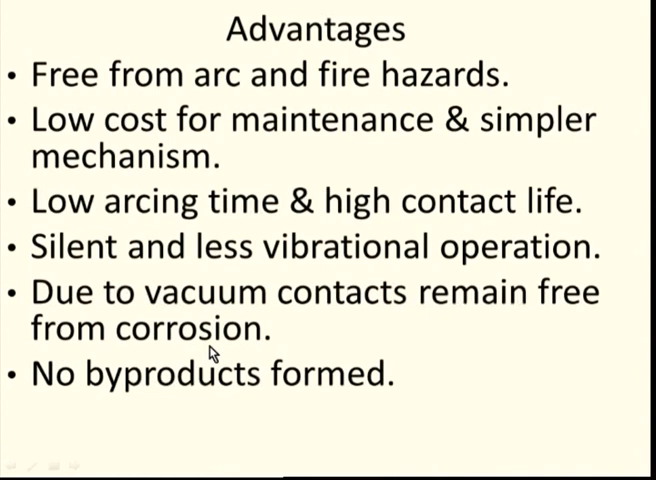 Advantages
• Free from arc and fire hazards.
• Low cost for maintenance & simpler
mechanism.
• Low arcing time & high contact life.
• Silent and less vibrational operation.
• Due to vacuum contacts remain free
from corrosion.
• No byproducts formed.